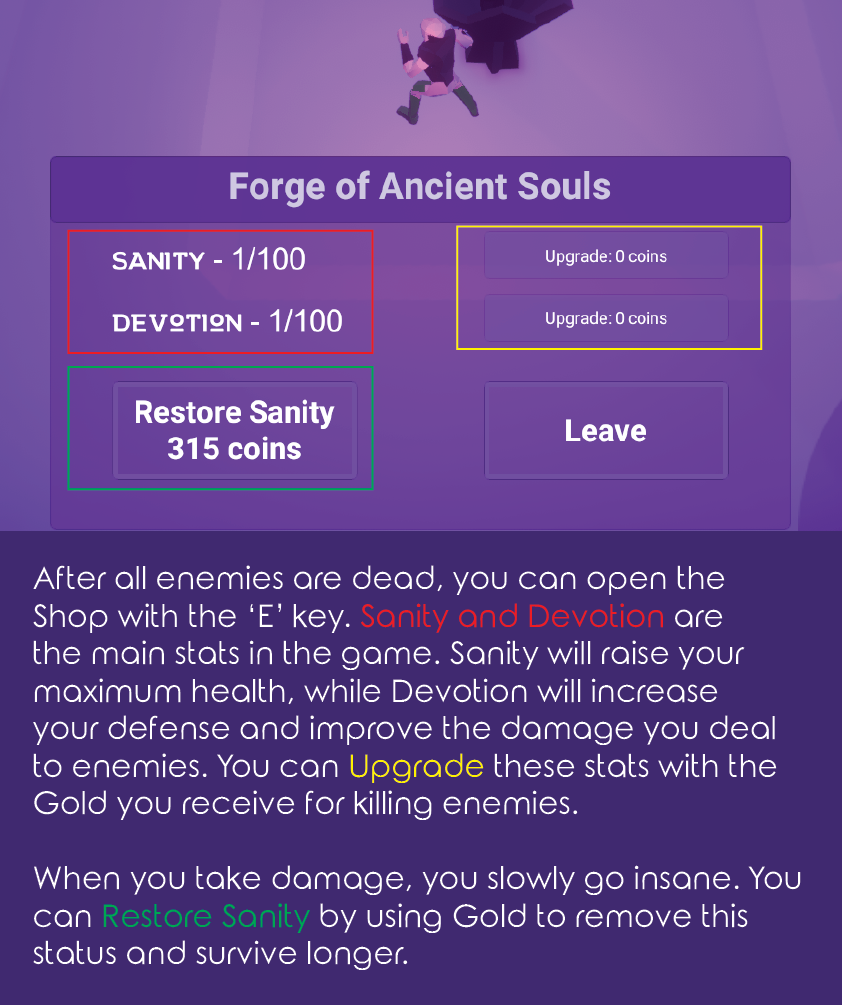 Forge of Ancient Souls
SANITY - 1/100
Upgrade: 0 coins
DEVOTION - 1/100
Upgrade: 0 coins
Restore Sanity
315 coins
Leave
After all enemies are dead, you can open the
Shop with the ‘E’ key. Sanity and Devotion are
the main stats in the game. Sanity will raise your
maximum health, while Devotion will increase
your defense and improve the damage you deal
to enemies. You can Upgrade these stats with the
Gold you receive for killing enemies.
When you take damage, you slowly go insane. You
can Restore Sanity by using Gold to remove this
status and survive longer.